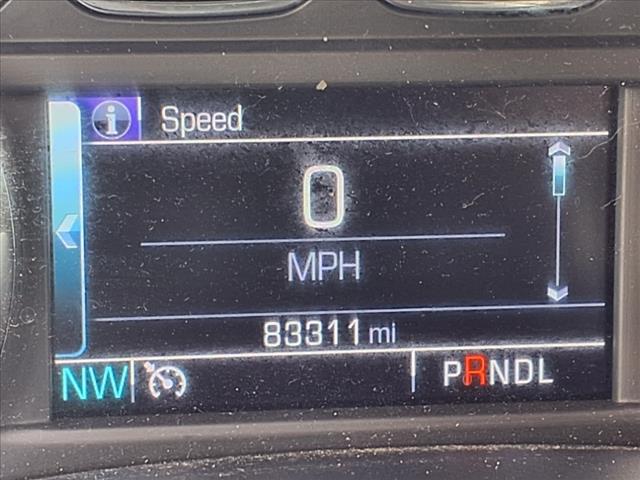 i Speed
0
MPH
83311 mi
NW PRNDL